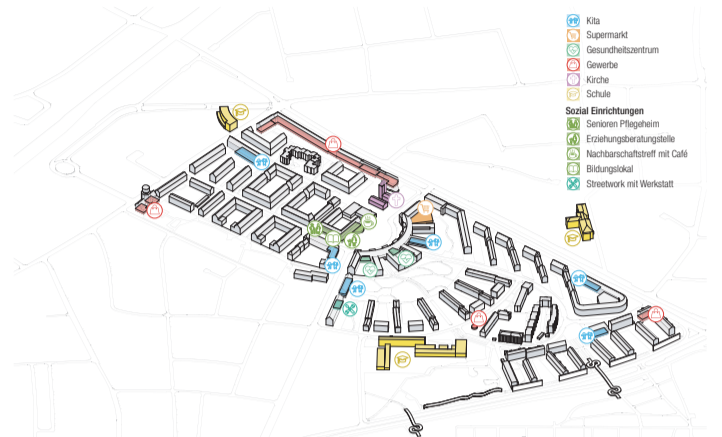 Kita
Supermarkt
Gesundheitszentrum
Gewerbe
Kirche
Schule
Sozial Einrichtungen
Senioren Pflegeheim
Erziehungsberatungstelle
Nachbarschaftstreff mit Café
Bildungslokal
Streetwork mit Werkstatt